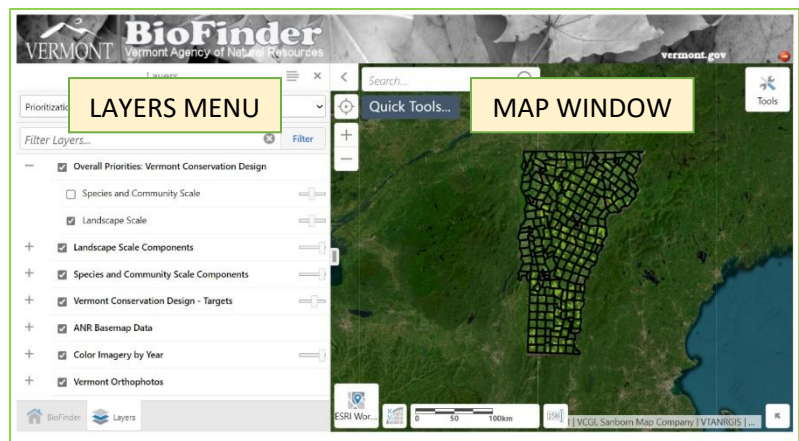 VERMONT
BioFinder
Vermont Agency of Natural Resources
vermont.gov
Layers
LAYERS MENU
Filter Layers...
Filter
Overall Priorities: Vermont Conservation Design
Species and Community Scale
Landscape Scale
Landscape Scale Components
Species and Community Scale Components
Vermont Conservation Design - Targets
ANR Basemap Data
Color Imagery by Year
Vermont Orthophotos
BioFinder
Layers
Search...
Quick Tools...
MAP WINDOW
Tools
ESRI Wor...
0 50 100km
| VCGI, Sanborn Map Company | VTANRGIS | ...